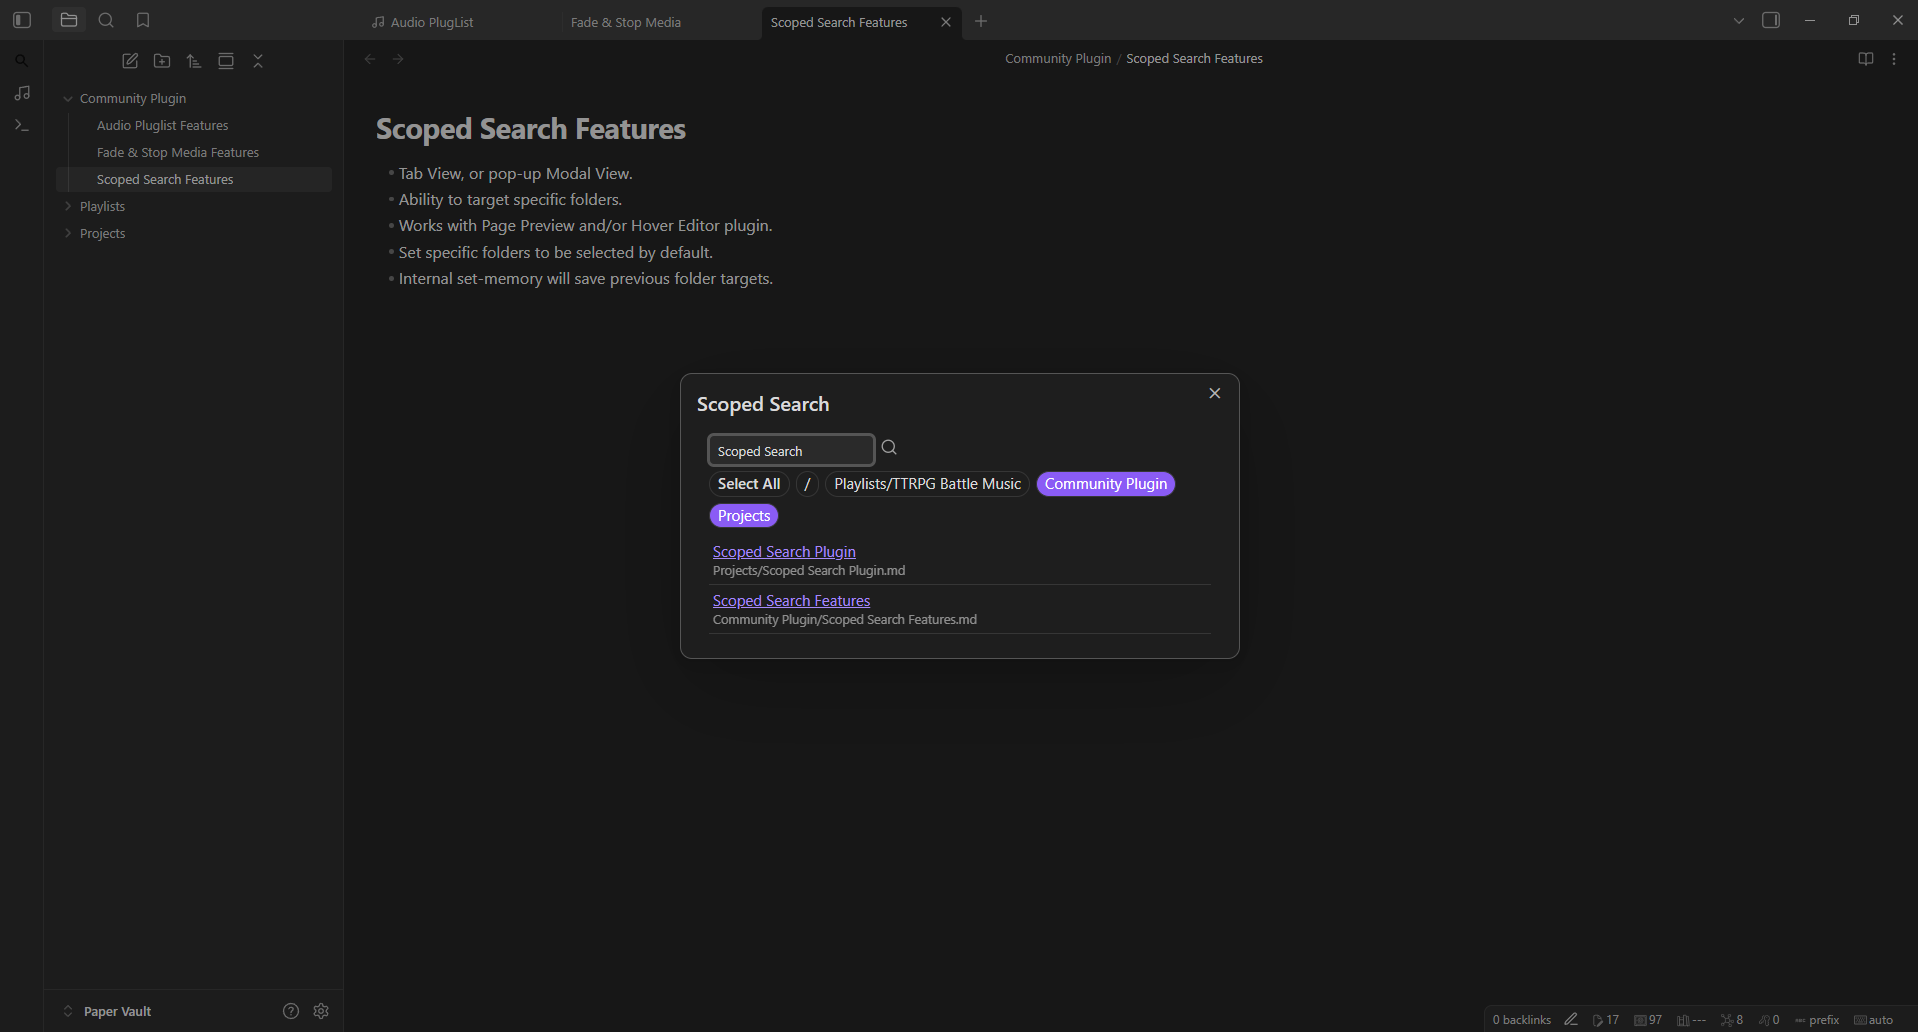 Audio PlugList
Fade & Stop Media
Scoped Search Features
Community Plugin / Scoped Search Features
Community Plugin
Audio Pluglist Features
Fade & Stop Media Features
Scoped Search Features
Playlists
Projects
Scoped Search Features
• Tab View, or pop-up Modal View.
• Ability to target specific folders.
• Works with Page Preview and/or Hover Editor plugin.
• Set specific folders to be selected by default.
• Internal set-memory will save previous folder targets.
Scoped Search
Scoped Search
Select All / Playlists/TTRPG Battle Music Community Plugin
Projects
Scoped Search Plugin
Projects/Scoped Search Plugin.md
Scoped Search Features
Community Plugin/Scoped Search Features.md
Paper Vault
0 backlinks 17 97 --- 8 0 prefix auto